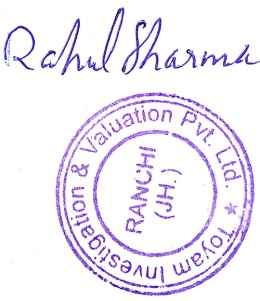 Rahul Sharma
Toyam Investigation & Valuation Pvt. Ltd. ★
RANCHI
(JH.)